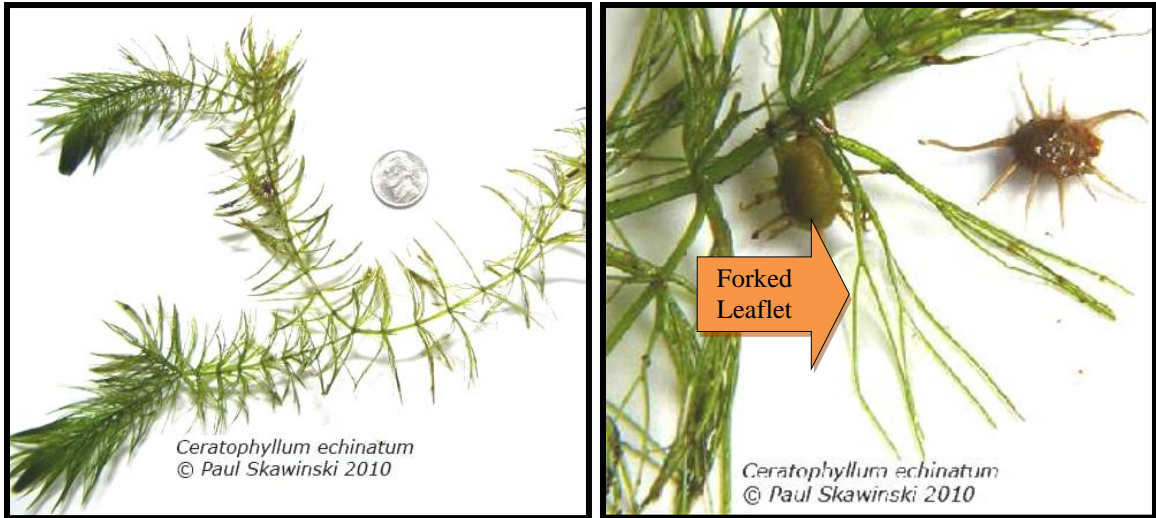 Ceratophyllum echinatum
© Paul Skawinski 2010
Forked
Leaflet
Ceratophyllum echinatum
© Paul Skawinski 2010